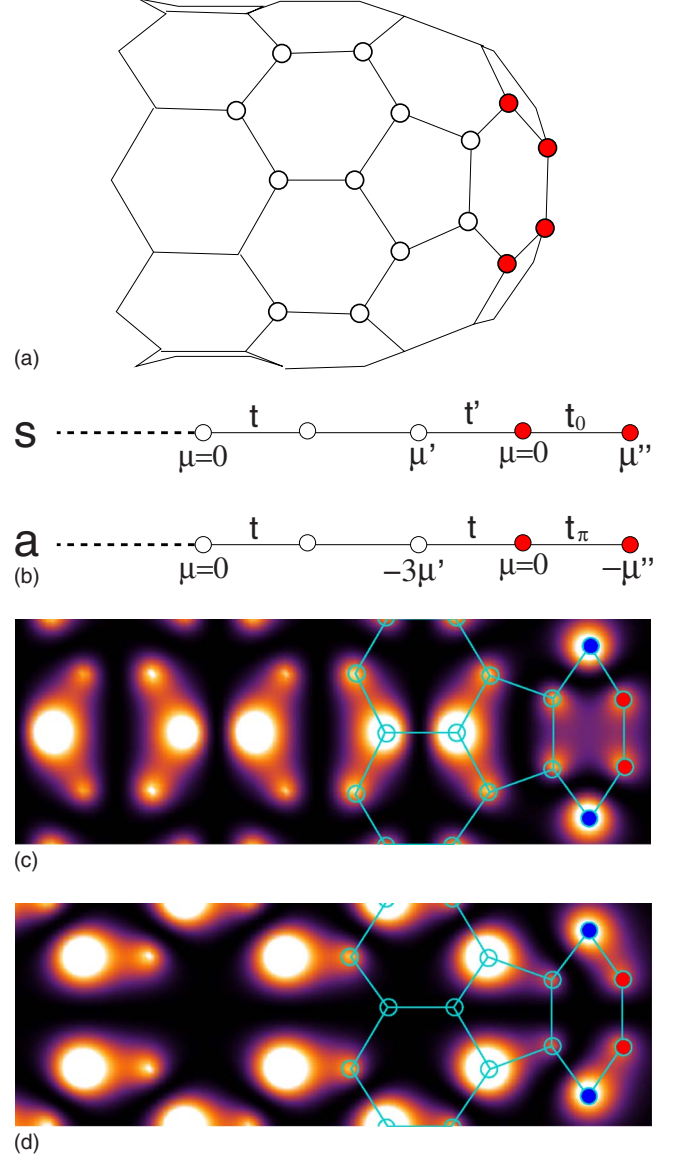 (a)
s t t' t₀
μ=0 μ' μ=0 μ''
a t t tπ
μ=0 −3μ' μ=0 −μ''
(b)
(c)
(d)